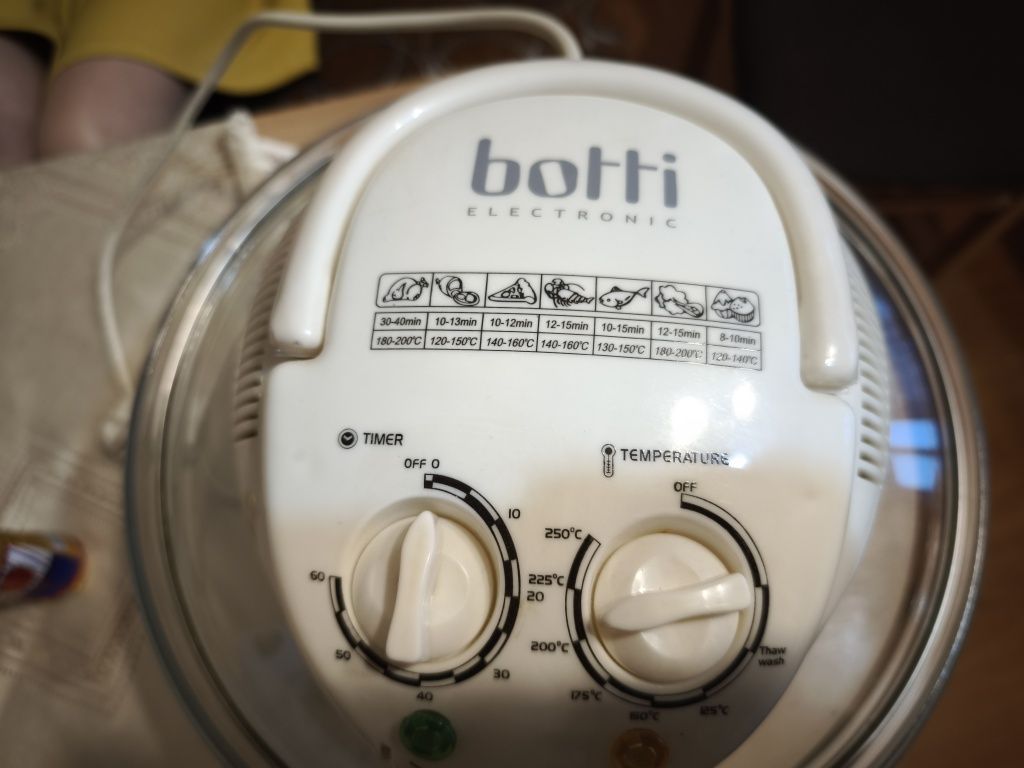 botti
ELECTRONIC
30-40min 10-13min 10-12min 12-15min 10-15min 12-15min 8-10min
180-200°C 120-150°C 140-160°C 140-160°C 130-150°C 180-200°C 120-140°C
TIMER
TEMPERATURE
OFF 0
10
20
30
40
50
60
OFF
Thaw
wash
125°C
150°C
175°C
200°C
225°C
250°C